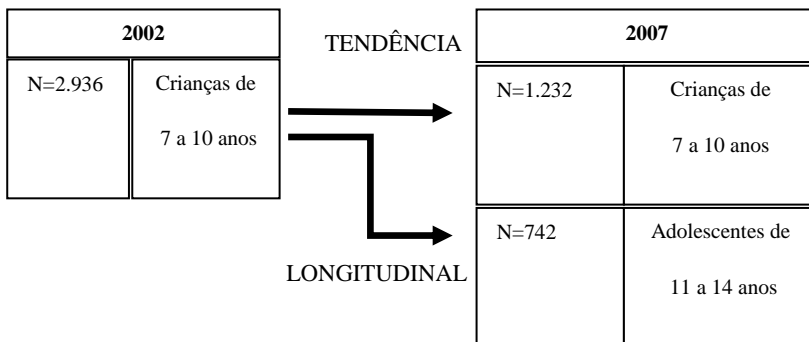 2002
TENDÊNCIA
2007
N=2.936
Crianças de
7 a 10 anos
N=1.232
Crianças de
7 a 10 anos
LONGITUDINAL
N=742
Adolescentes de
11 a 14 anos